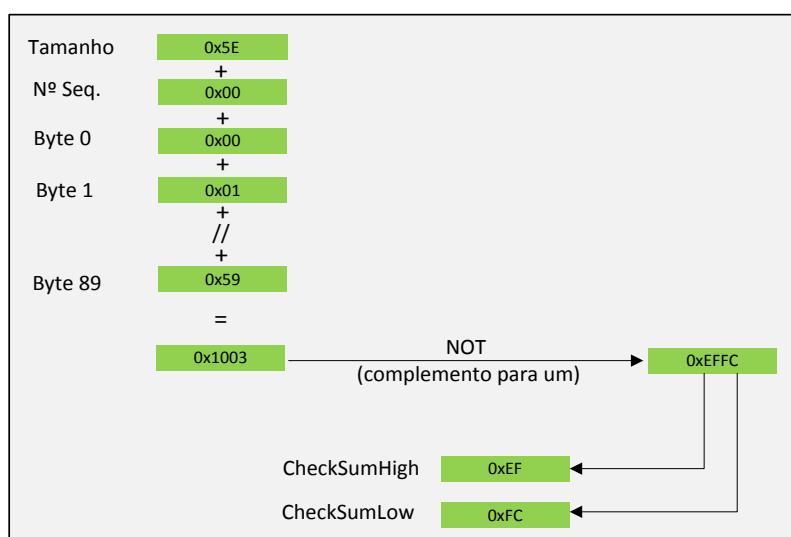 Tamanho 0x5E
+
Nº Seq. 0x00
+
Byte 0 0x00
+
Byte 1 0x01
+
//
+
Byte 89 0x59
=
0x1003 NOT 0xEFFC
(complemento para um)
CheckSumHigh 0xEF
CheckSumLow 0xFC